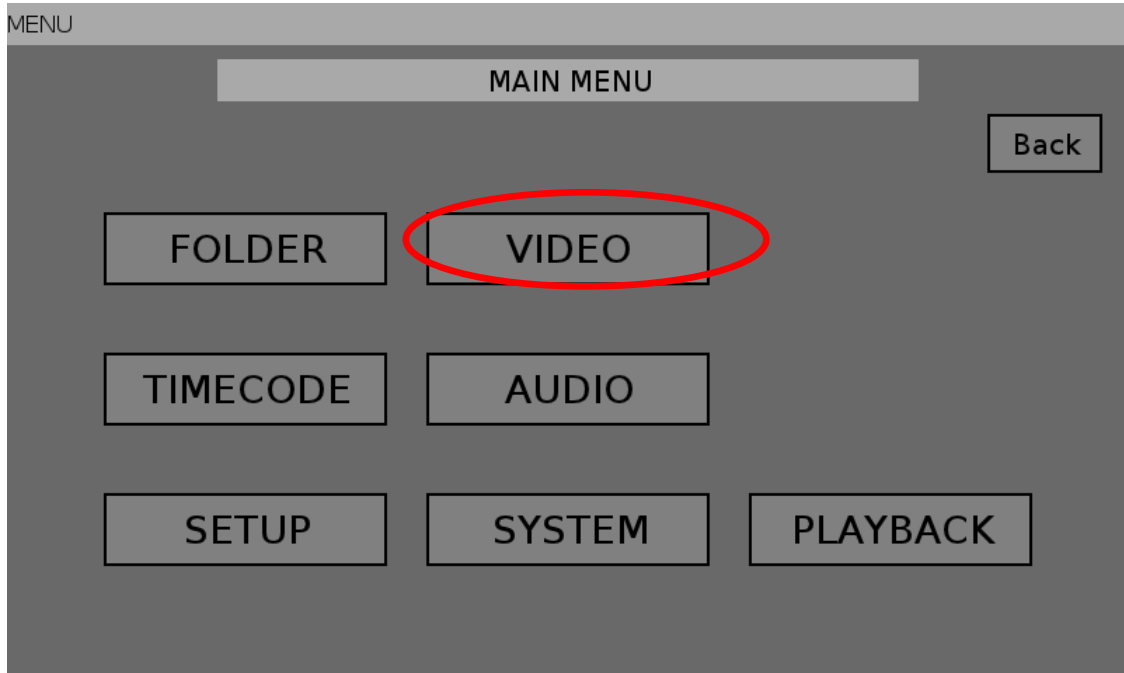 MENU
MAIN MENU
Back
FOLDER VIDEO
TIMECODE AUDIO
SETUP SYSTEM PLAYBACK